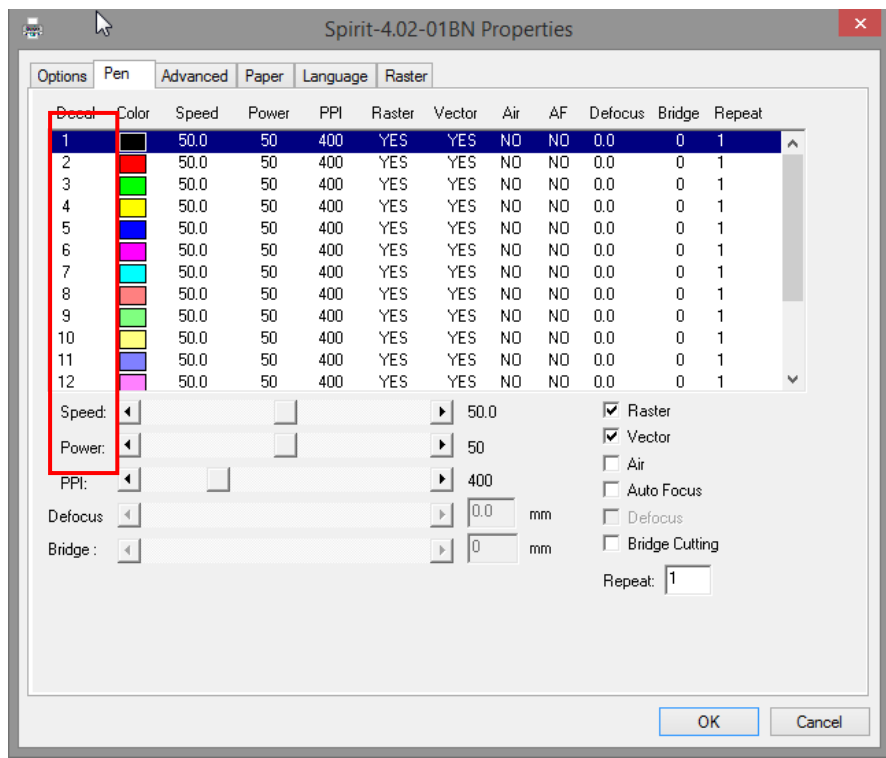 Spirit-4.02-01BN Properties
Options Pen Advanced Paper Language Raster
Decal Color Speed Power PPI Raster Vector Air AF Defocus Bridge Repeat
1 50.0 50 400 YES YES NO NO 0.0 0 1
2 50.0 50 400 YES YES NO NO 0.0 0 1
3 50.0 50 400 YES YES NO NO 0.0 0 1
4 50.0 50 400 YES YES NO NO 0.0 0 1
5 50.0 50 400 YES YES NO NO 0.0 0 1
6 50.0 50 400 YES YES NO NO 0.0 0 1
7 50.0 50 400 YES YES NO NO 0.0 0 1
8 50.0 50 400 YES YES NO NO 0.0 0 1
9 50.0 50 400 YES YES NO NO 0.0 0 1
10 50.0 50 400 YES YES NO NO 0.0 0 1
11 50.0 50 400 YES YES NO NO 0.0 0 1
12 50.0 50 400 YES YES NO NO 0.0 0 1
Speed: 50.0
Power: 50
PPI: 400
Defocus 0.0 mm
Bridge : 0 mm
Raster
Vector
Air
Auto Focus
Defocus
Bridge Cutting
Repeat: 1
OK Cancel